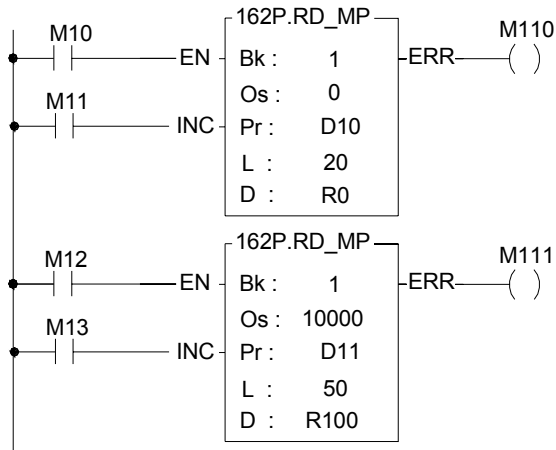 162P.RD_MP
M10
M110
EN
Bk : 1
ERR
Os : 0
M11
INC
Pr : D10
L : 20
D : R0
162P.RD_MP
M12
M111
EN
Bk : 1
ERR
Os : 10000
M13
INC
Pr : D11
L : 50
D : R100